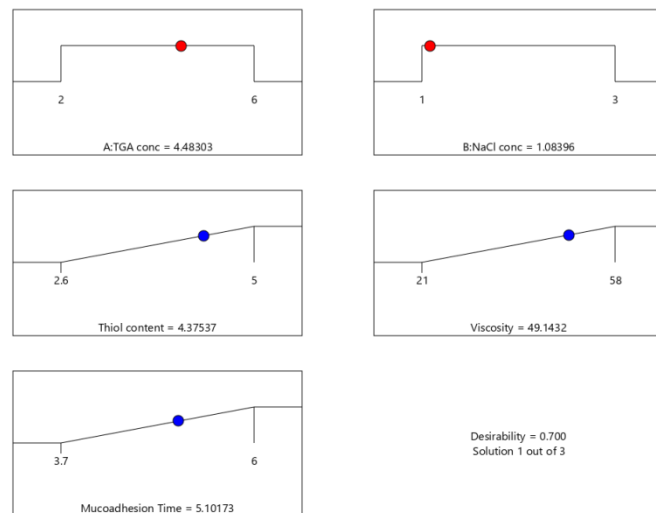 2 6
A:TGA conc = 4.48303
1 3
B:NaCl conc = 1.08396
2.6 5
Thiol content = 4.37537
21 58
Viscosity = 49.1432
3.7 6
Mucoadhesion Time = 5.10173
Desirability = 0.700
Solution 1 out of 3